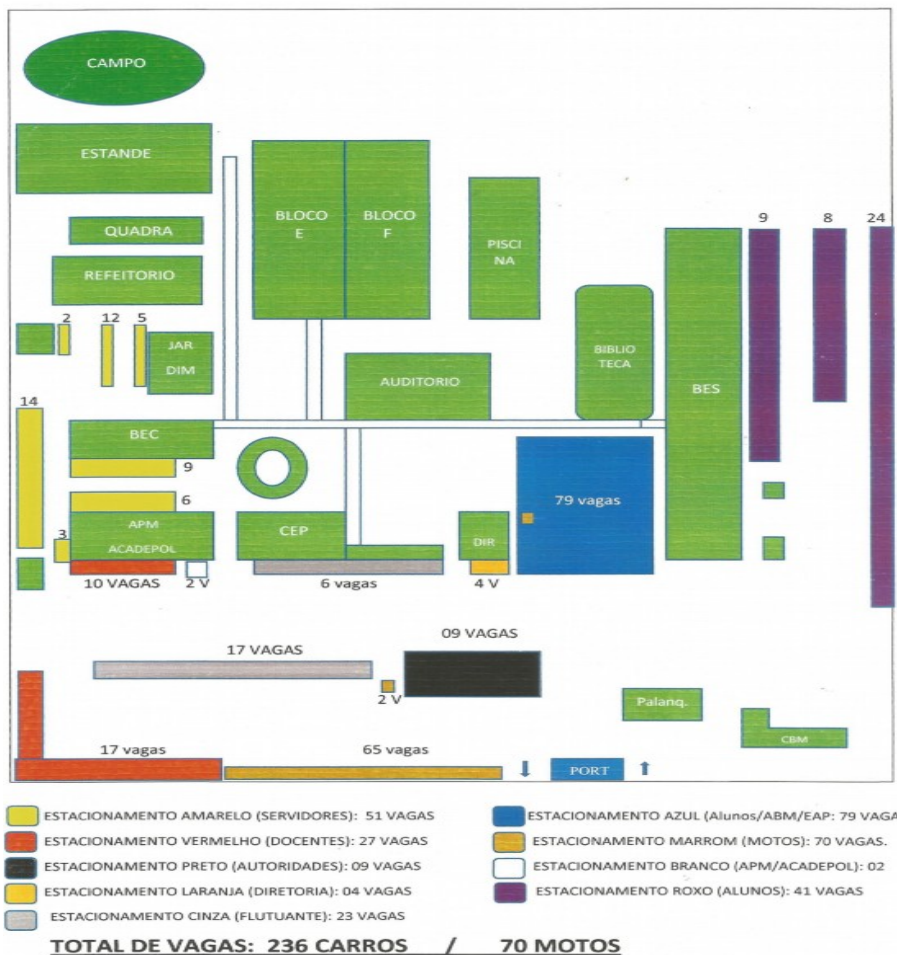 CAMPO
ESTANDE
QUADRA
REFEITORIO
BLOCO
E
BLOCO
F
PISCI
NA
9
8
24
2
12
5
JAR
DIM
AUDITORIO
BIBLIO
TECA
BES
14
BEC
9
6
79 vagas
3
APM
ACADEPOL
CEP
DIR
10 VAGAS
2 V
6 vagas
4 V
17 VAGAS
09 VAGAS
2 V
Palanq.
CBM
17 vagas
65 vagas
PORT
ESTACIONAMENTO AMARELO (SERVIDORES): 51 VAGAS
ESTACIONAMENTO VERMELHO (DOCENTES): 27 VAGAS
ESTACIONAMENTO PRETO (AUTORIDADES): 09 VAGAS
ESTACIONAMENTO LARANJA (DIRETORIA): 04 VAGAS
ESTACIONAMENTO CINZA (FLUTUANTE): 23 VAGAS
ESTACIONAMENTO AZUL (Alunos/ABM/EAP: 79 VAGA
ESTACIONAMENTO MARROM (MOTOS): 70 VAGAS.
ESTACIONAMENTO BRANCO (APM/ACADEPOL): 02
ESTACIONAMENTO ROXO (ALUNOS): 41 VAGAS
TOTAL DE VAGAS: 236 CARROS / 70 MOTOS